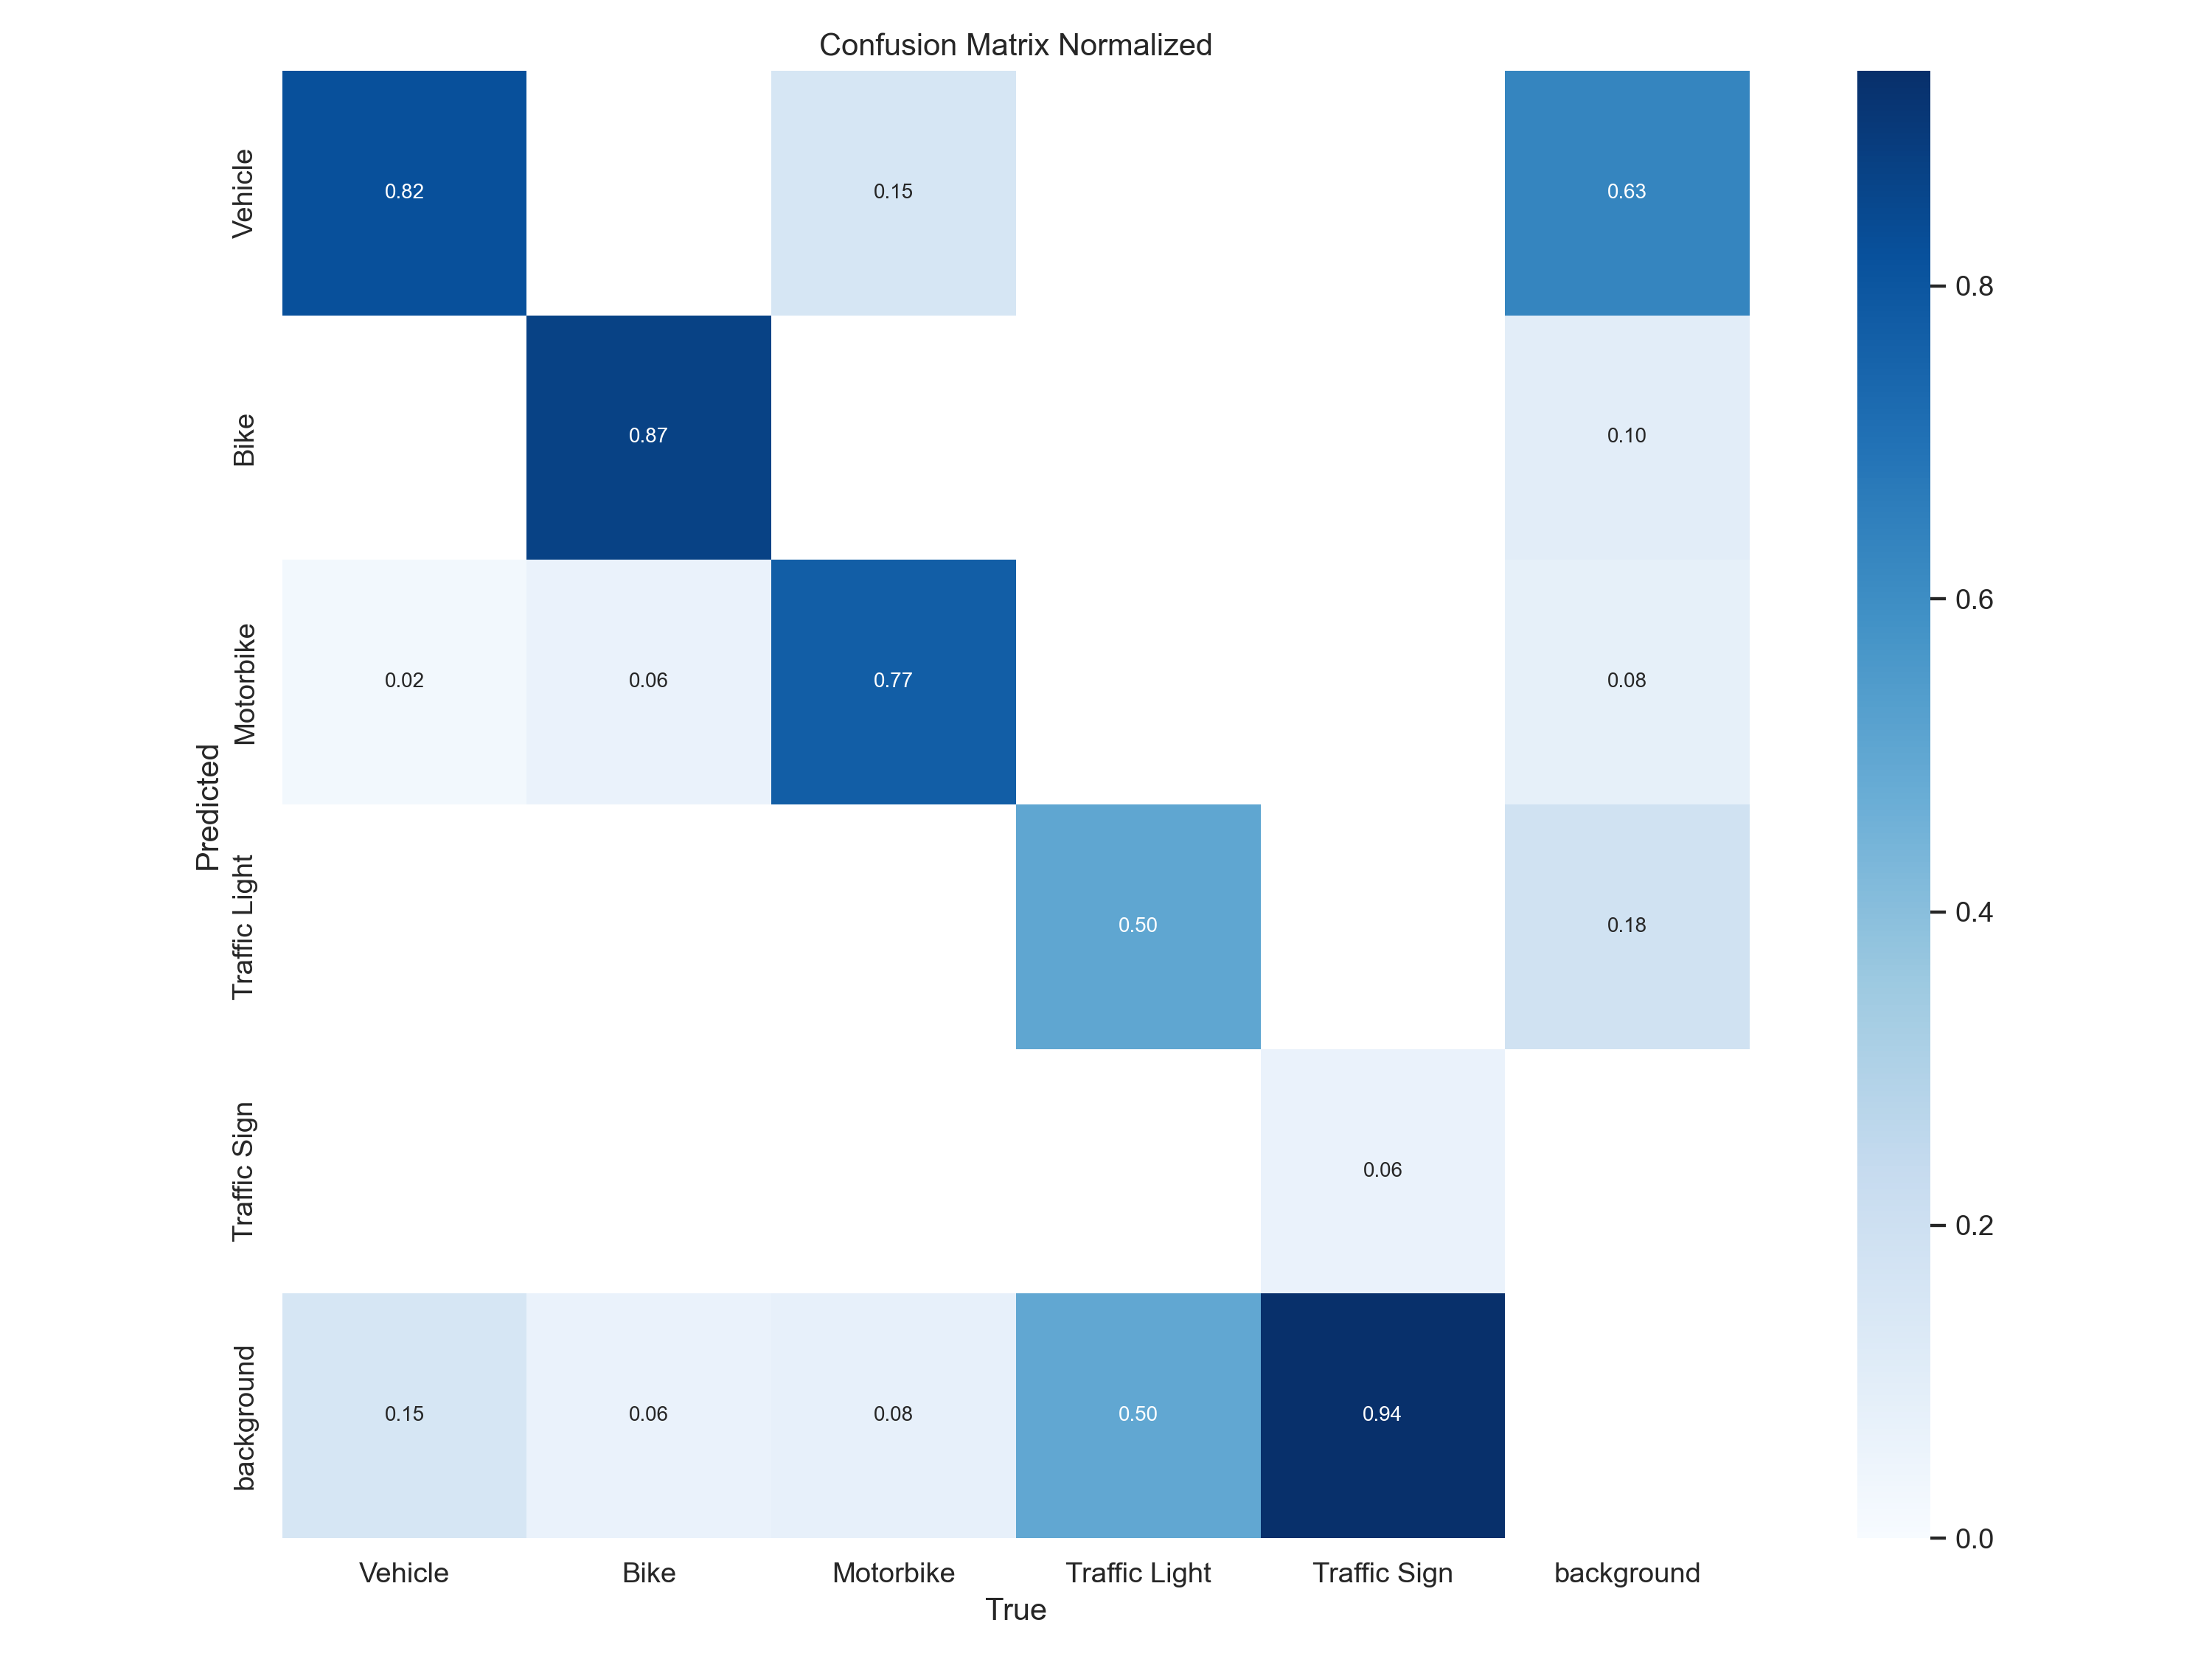 Confusion Matrix Normalized
Vehicle
0.82
0.15
0.63
0.8
Bike
0.87
0.10
0.6
Motorbike
0.02
0.06
0.77
0.08
Predicted
Traffic Light
0.50
0.18
0.4
Traffic Sign
0.06
0.2
background
0.15
0.06
0.08
0.50
0.94
0.0
Vehicle
Bike
Motorbike
Traffic Light
Traffic Sign
background
True